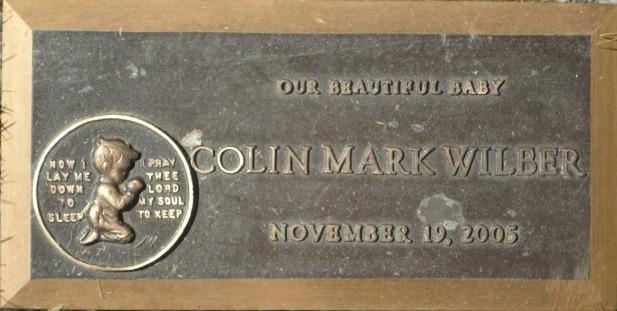 OUR BEAUTIFUL BABY
COLIN MARK WILBER
NOVEMBER 19, 2005
NOW I
LAY ME
DOWN
TO
SLEEP
I PRAY
THEE
LORD
MY SOUL
TO KEEP